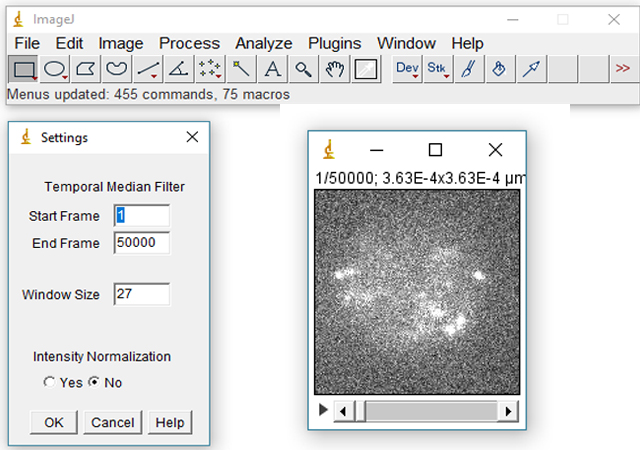 ImageJ
File Edit Image Process Analyze Plugins Window Help
A Dev Stk >>
Menus updated: 455 commands, 75 macros
Settings
Temporal Median Filter
Start Frame 1
End Frame 50000
Window Size 27
Intensity Normalization
Yes No
OK Cancel Help
1/50000; 3.63E-4x3.63E-4 µm